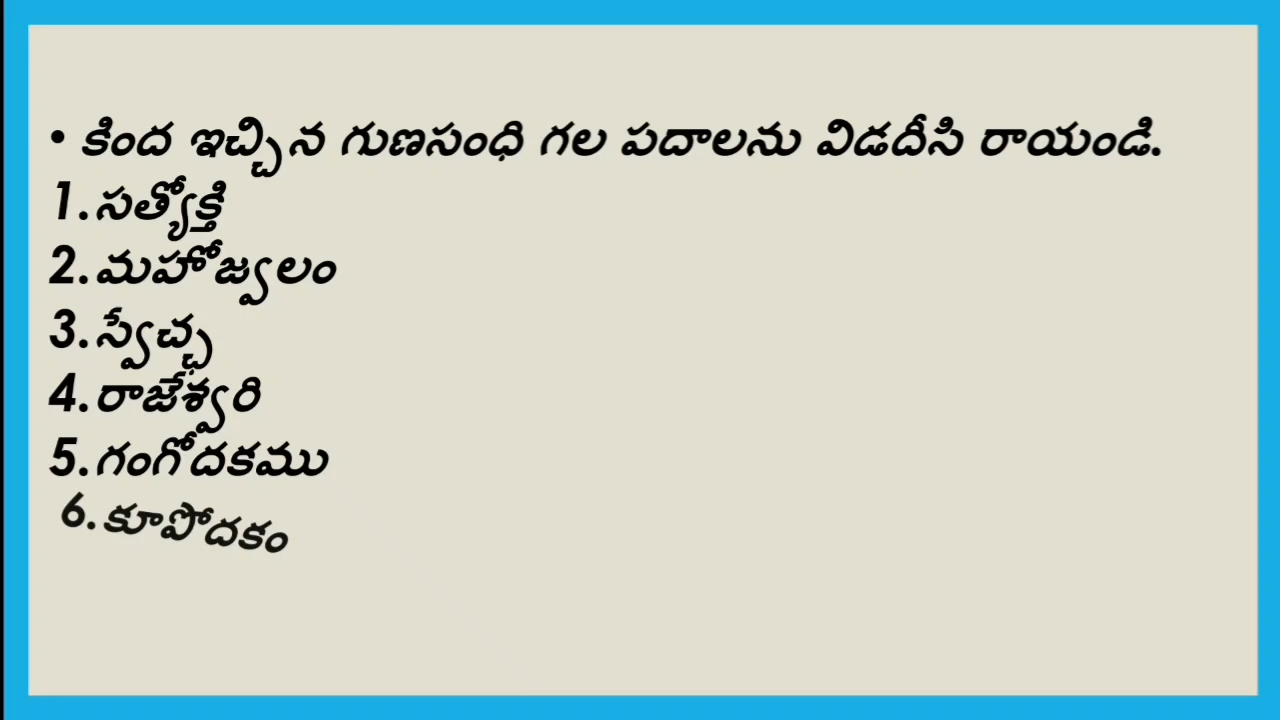 • కింద ఇచ్చిన గుణసంధి గల పదాలను విడదీసి రాయండి.
1.సత్యోక్తి
2.మహోజ్వలం
3.స్వేచ్ఛ
4.రాజేశ్వరి
5.గంగోదకము
6.కూపోదకం